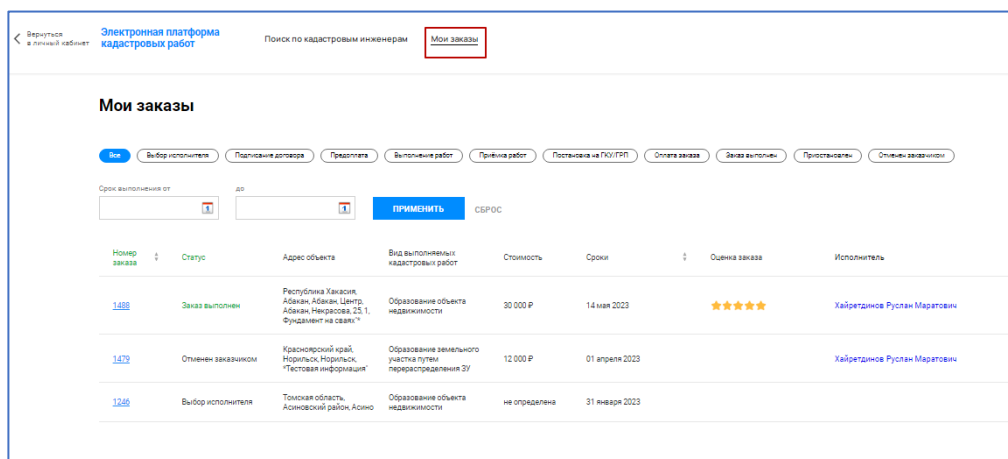 Вернуться
в личный кабинет
Электронная платформа
кадастровых работ
Поиск по кадастровым инженерам
Мои заказы
Мои заказы
Все
Выбор исполнителя
Подписание договора
Предоплата
Выполнение работ
Приёмка работ
Постановка на ГКУ/ГРП
Оплата заказа
Заказ выполнен
Приостановлен
Отменен заказчиком
Срок выполнения от
до
1
1
ПРИМЕНИТЬ
СБРОС
Номер
заказа
Статус
Адрес объекта
Вид выполняемых
кадастровых работ
Стоимость
Сроки
Оценка заказа
Исполнитель
1488
Заказ выполнен
Республика Хакасия,
Абакан, Абакан, Центр,
Абакан, Некрасова, 25, 1,
Фундамент на сваях"*
Образование объекта
недвижимости
30 000 ₽
14 мая 2023
Хайретдинов Руслан Маратович
1479
Отменен заказчиком
Красноярский край,
Норильск, Норильск,
*Тестовая информация*
Образование земельного
участка путем
перераспределения ЗУ
12 000 ₽
01 апреля 2023
Хайретдинов Руслан Маратович
1246
Выбор исполнителя
Томская область,
Асиновский район, Асино
Образование объекта
недвижимости
не определена
31 января 2023